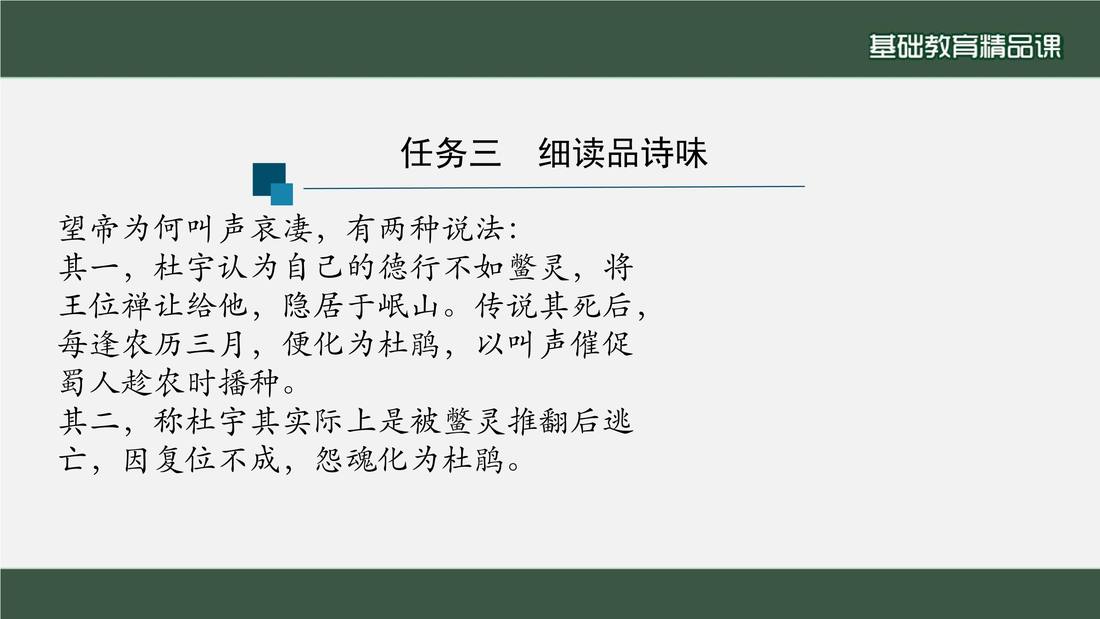 基础教育精品课
任务三　细读品诗味
望帝为何叫声哀凄，有两种说法：
其一，杜宇认为自己的德行不如鳖灵，将
王位禅让给他，隐居于岷山。传说其死后，
每逢农历三月，便化为杜鹃，以叫声催促
蜀人趁农时播种。
其二，称杜宇其实际上是被鳖灵推翻后逃
亡，因复位不成，怨魂化为杜鹃。